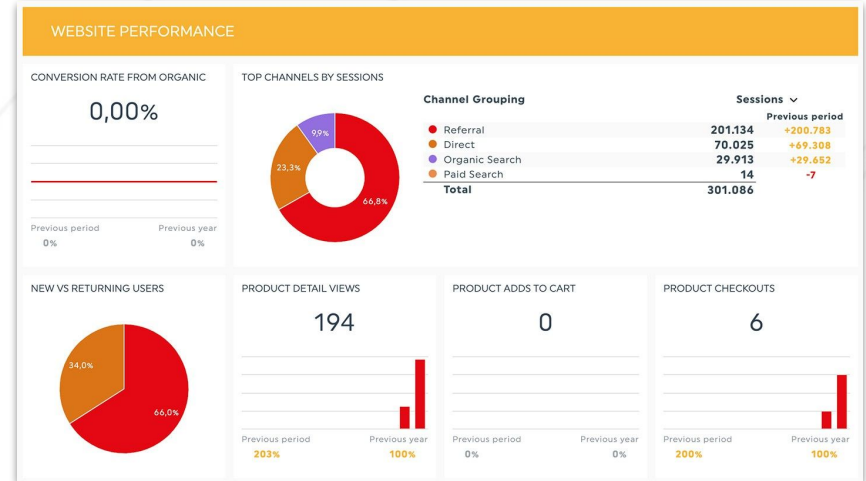 WEBSITE PERFORMANCE
CONVERSION RATE FROM ORGANIC
0,00%
Previous period Previous year
0% 0%
TOP CHANNELS BY SESSIONS
9,9%
23,3%
66,8%
Channel Grouping Sessions
Previous period
Referral 201.134 +200.783
Direct 70.025 +69.308
Organic Search 29.913 +29.652
Paid Search 14 -7
Total 301.086
NEW VS RETURNING USERS
34,0%
66,0%
PRODUCT DETAIL VIEWS
194
Previous period Previous year
203% 100%
PRODUCT ADDS TO CART
0
Previous period Previous year
0% 0%
PRODUCT CHECKOUTS
6
Previous period Previous year
200% 100%